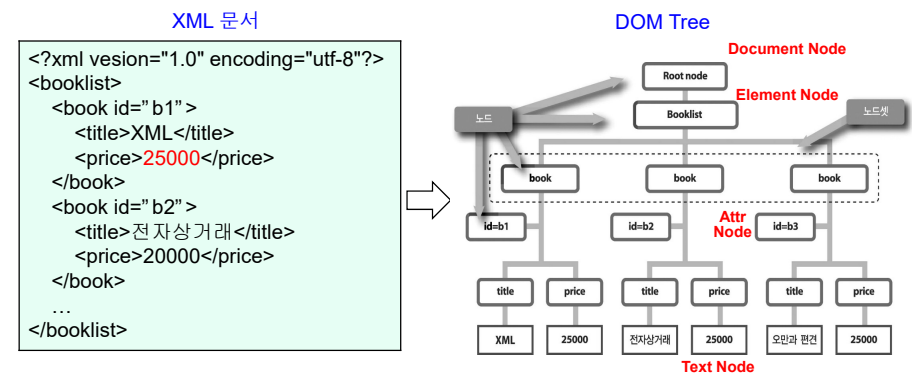 XML 문서
<?xml vesion="1.0" encoding="utf-8"?>
<booklist>
<book id="b1">
<title>XML</title>
<price>25000</price>
</book>
<book id="b2">
<title>전자상거래</title>
<price>20000</price>
</book>
…
</booklist>
DOM Tree
Document Node
Root node
Element Node
Booklist
노드
노드셋
book book book
id=b1 id=b2 Attr Node id=b3
title price title price title price
XML 25000 전자상거래 25000 오만과 편견 25000
Text Node